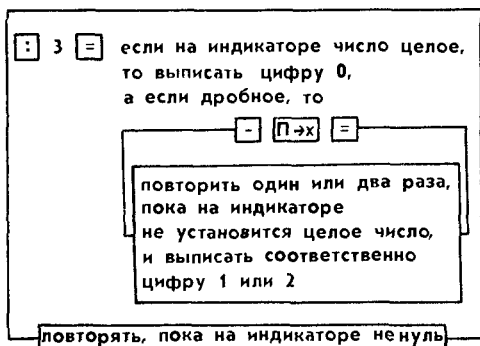 : 3 = если на индикаторе число целое,
то выписать цифру 0,
а если дробное, то
- П→x =
повторить один или два раза,
пока на индикаторе
не установится целое число,
и выписать соответственно
цифру 1 или 2
повторять, пока на индикаторе не нуль